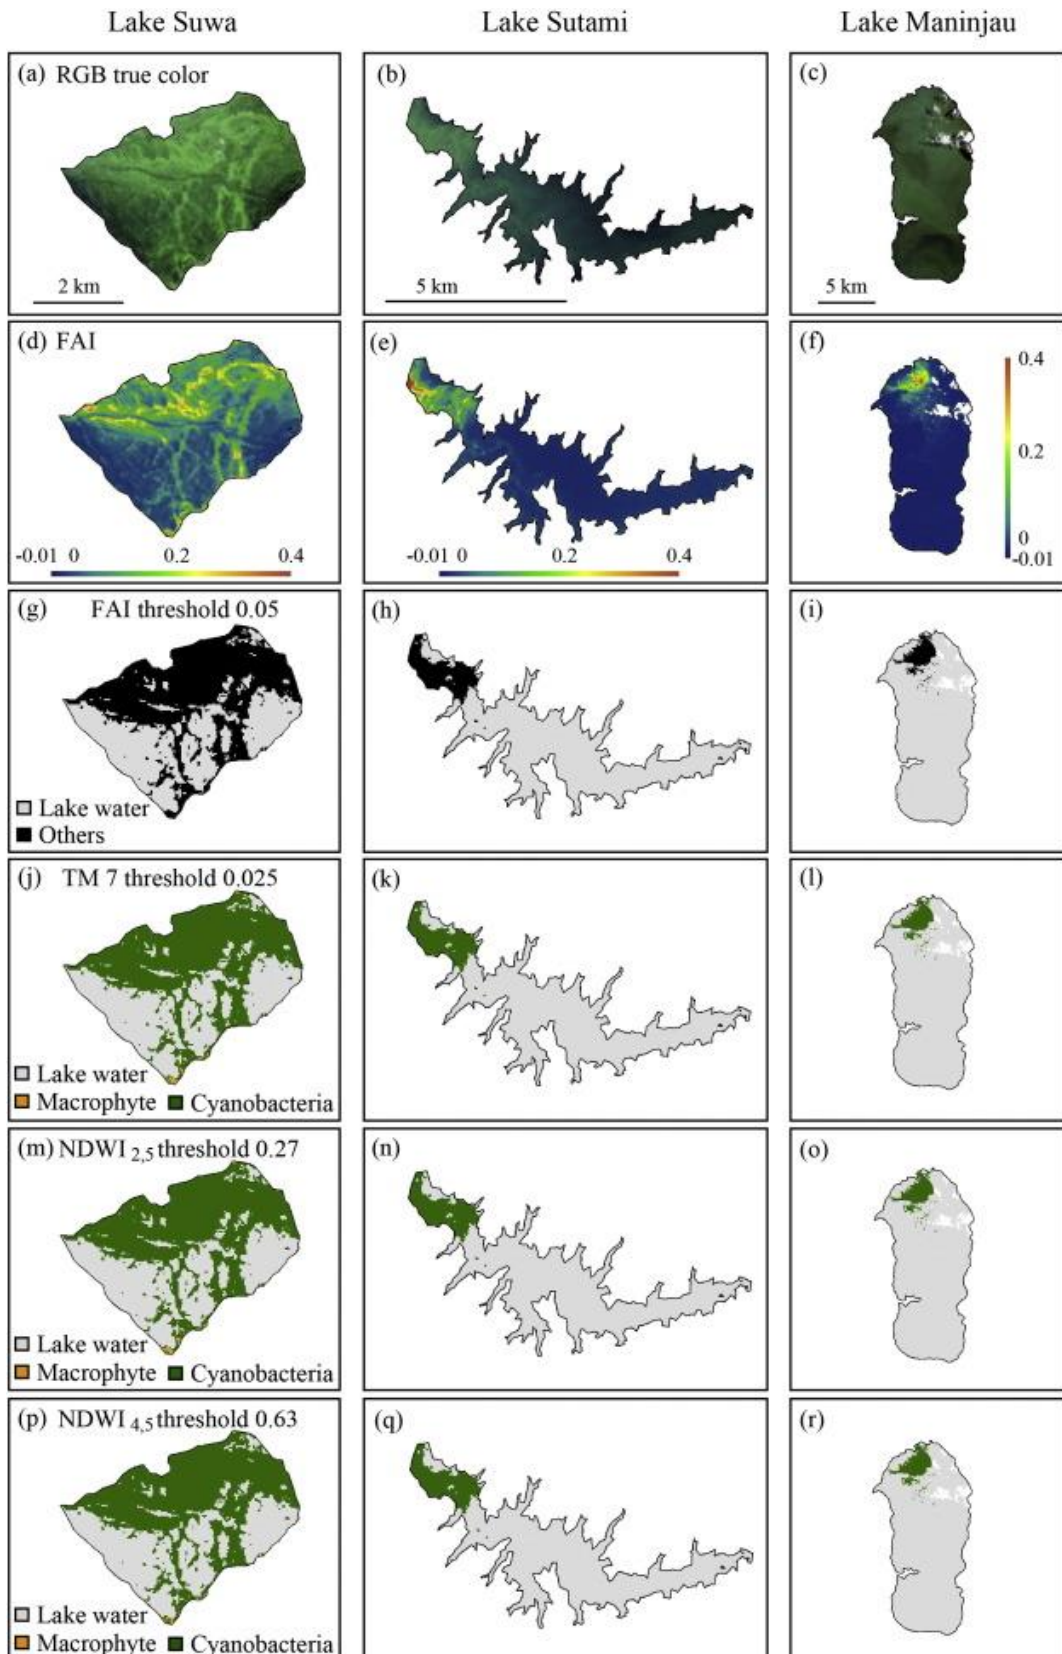 Lake Suwa
Lake Sutami
Lake Maninjau
(a) RGB true color
(b)
(c)
2 km
5 km
5 km
(d) FAI
(e)
(f)
0.4
0.2
0
-0.01
-0.01 0 0.2 0.4
-0.01 0 0.2 0.4
(g) FAI threshold 0.05
(h)
(i)
Lake water
Others
(j) TM 7 threshold 0.025
(k)
(l)
Lake water
Macrophyte Cyanobacteria
(m) NDWI 2,5 threshold 0.27
(n)
(o)
Lake water
Macrophyte Cyanobacteria
(p) NDWI 4,5 threshold 0.63
(q)
(r)
Lake water
Macrophyte Cyanobacteria